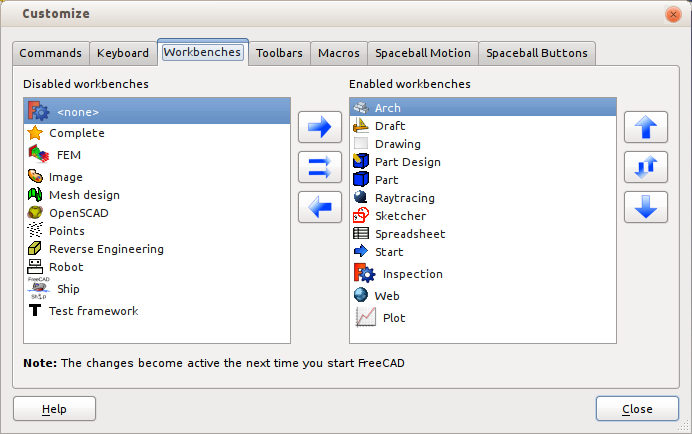 Customize
Commands Keyboard Workbenches Toolbars Macros Spaceball Motion Spaceball Buttons
Disabled workbenches
<none>
Complete
FEM
Image
Mesh design
OpenSCAD
Points
Reverse Engineering
Robot
FreeCAD
Ship
Ship
Test framework
Enabled workbenches
Arch
Draft
Drawing
Part Design
Part
Raytracing
Sketcher
Spreadsheet
Start
Inspection
Web
Plot
Note: The changes become active the next time you start FreeCAD
Help Close